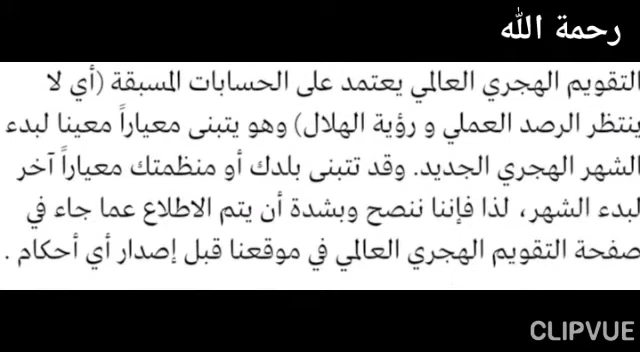 رحمة الله
التقويم الهجري العالمي يعتمد على الحسابات المسبقة (أي لا
ينتظر الرصد العملي و رؤية الهلال) وهو يتبنى معياراً معينا لبدء
الشهر الهجري الجديد. وقد تتبنى بلدك أو منظمتك معياراً آخر
لبدء الشهر، لذا فإننا ننصح وبشدة أن يتم الاطلاع عما جاء في
صفحة التقويم الهجري العالمي في موقعنا قبل إصدار أي أحكام .
CLIPVUE